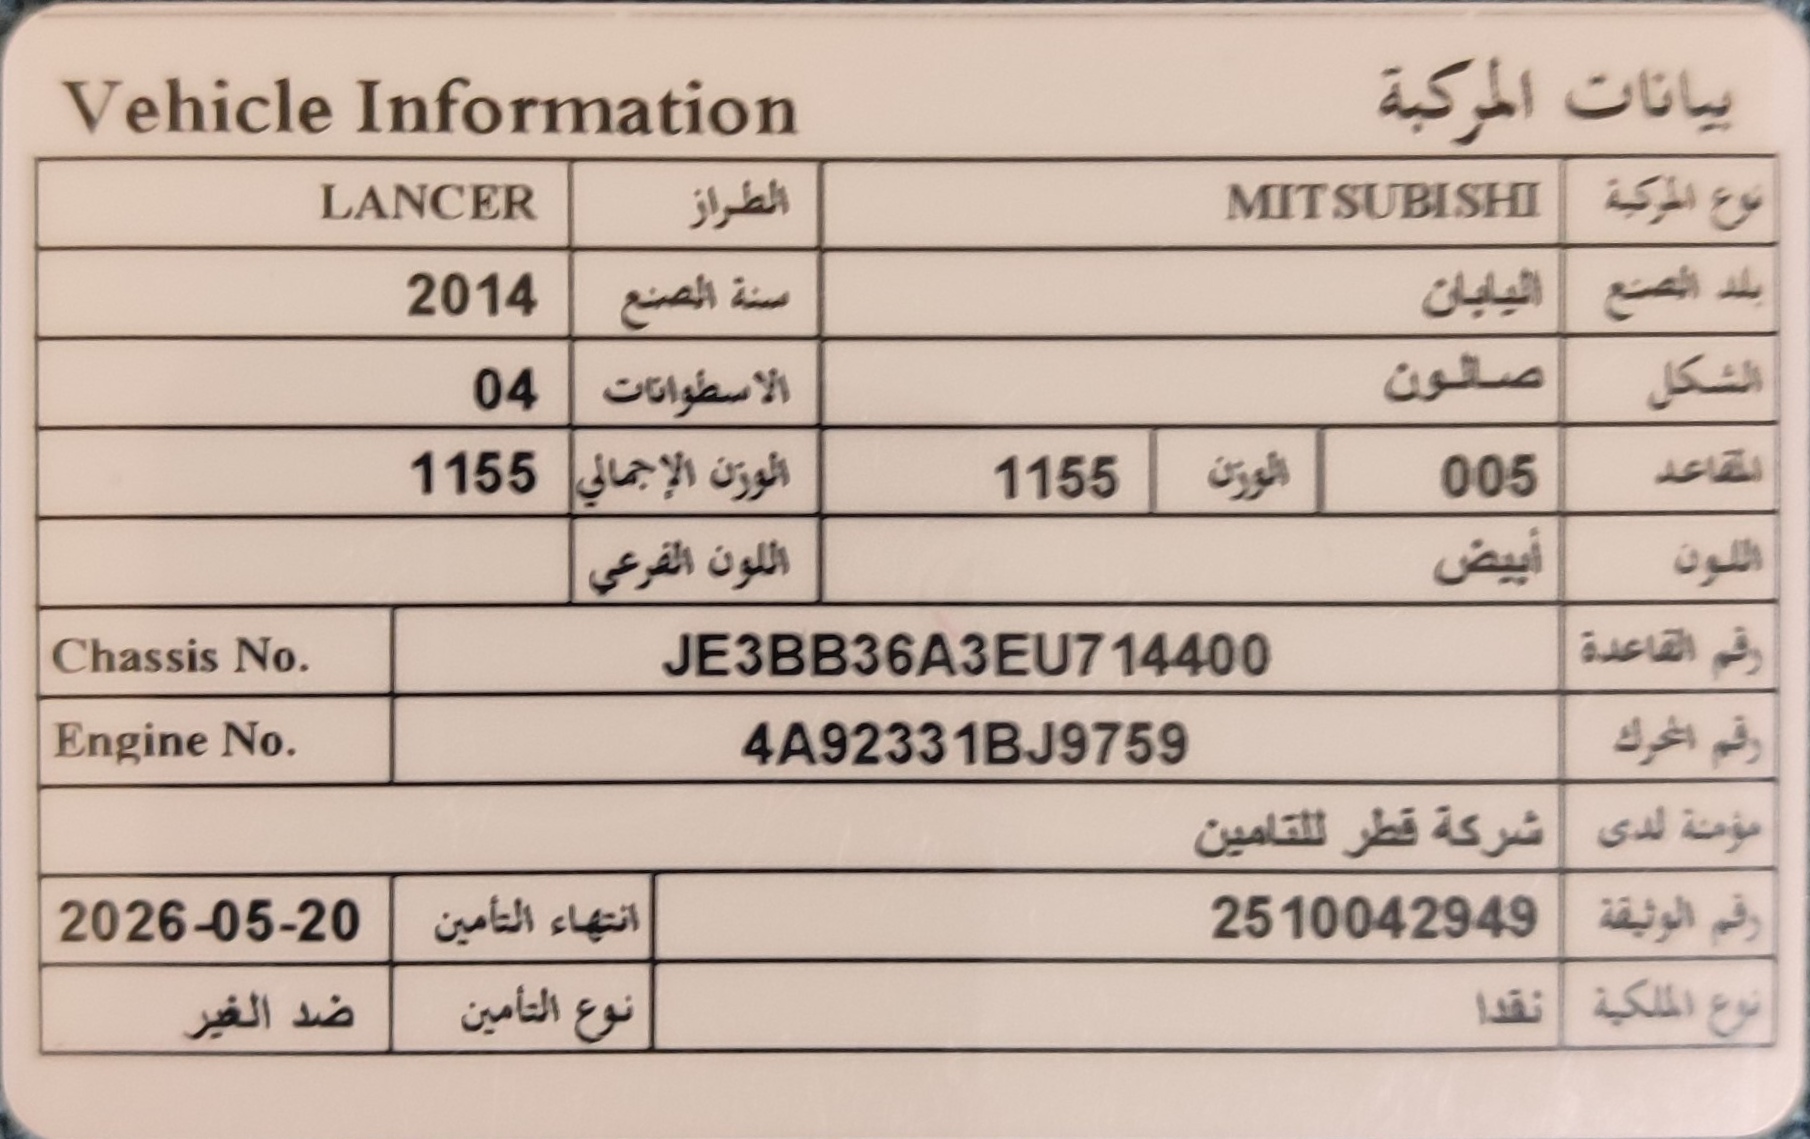 Vehicle Information بيانات المركبة
نوع المركبة MITSUBISHI الطراز LANCER
بلد الصنع اليابان سنة الصنع 2014
الشكل صالون الاسطوانات 04
المقاعد 005 الوزن 1155 الوزن الإجمالي 1155
اللون أبيض اللون الفرعي
رقم القاعدة JE3BB36A3EU714400 Chassis No.
رقم المحرك 4A92331BJ9759 Engine No.
مؤمنة لدى شركة قطر للتامين
رقم الوثيقة 2510042949 انتهاء التأمين 2026-05-20
نوع الملكية نقدا نوع التأمين ضد الغير